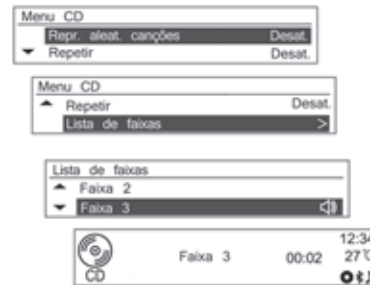 Menu CD
Repr. aleat. canções Desat.
Repetir Desat.
Menu CD
Repetir Desat.
Lista de faixas >
Lista de faixas
Faixa 2
Faixa 3
CD Faixa 3 00:02 12:34
27°C